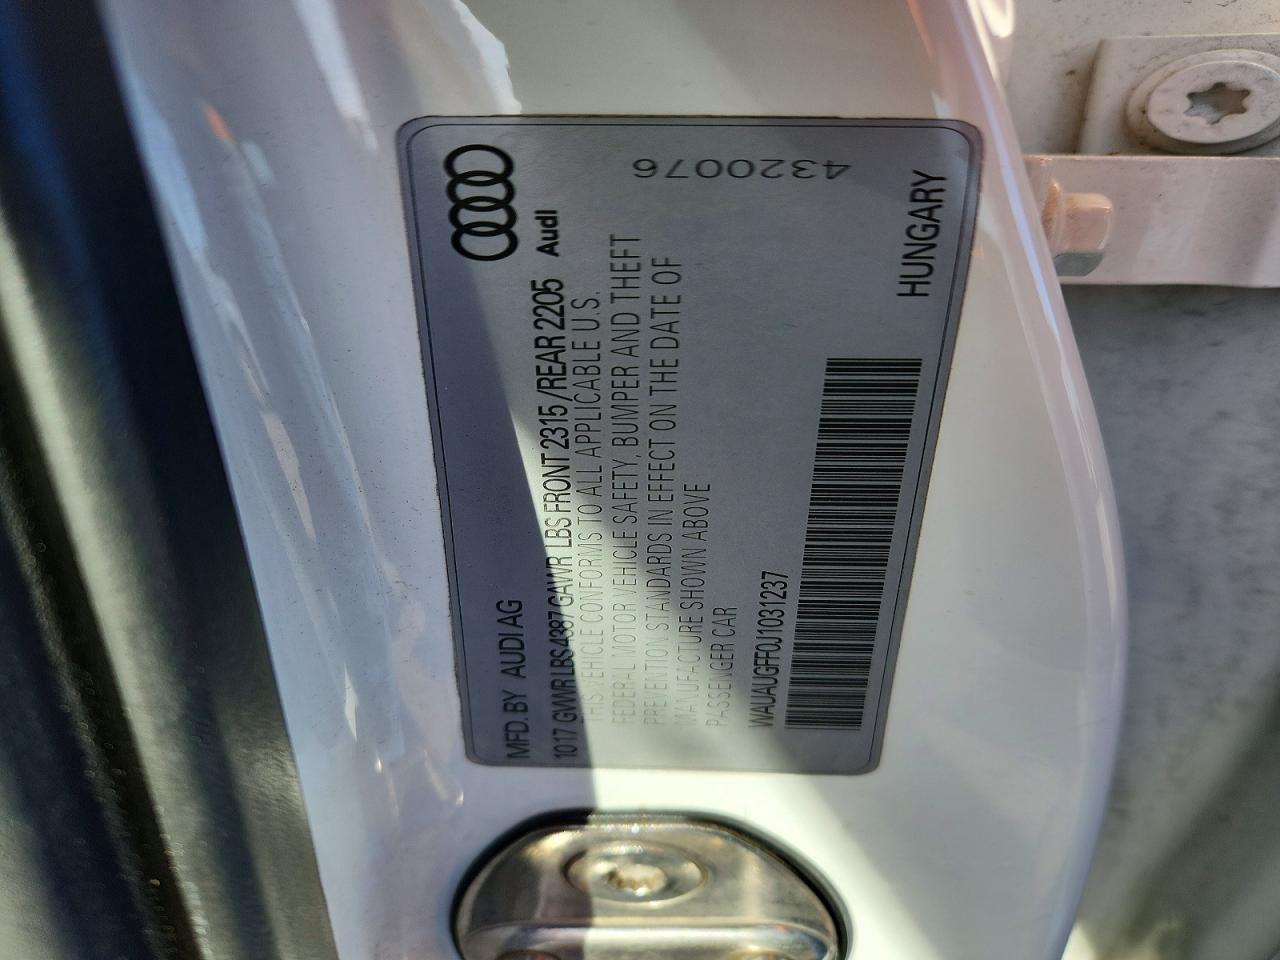 MFD. BY AUDI AG
1017 GVWR LBS 4387 GAWR LBS FRONT 2315 / REAR 2205 Audi
THIS VEHICLE CONFORMS TO ALL APPLICABLE U.S.
FEDERAL MOTOR VEHICLE SAFETY, BUMPER AND THEFT
PREVENTION STANDARDS IN EFFECT ON THE DATE OF
MANUFACTURE SHOWN ABOVE
PASSENGER CAR
WAUAUGFF0J1031237
HUNGARY
4320076